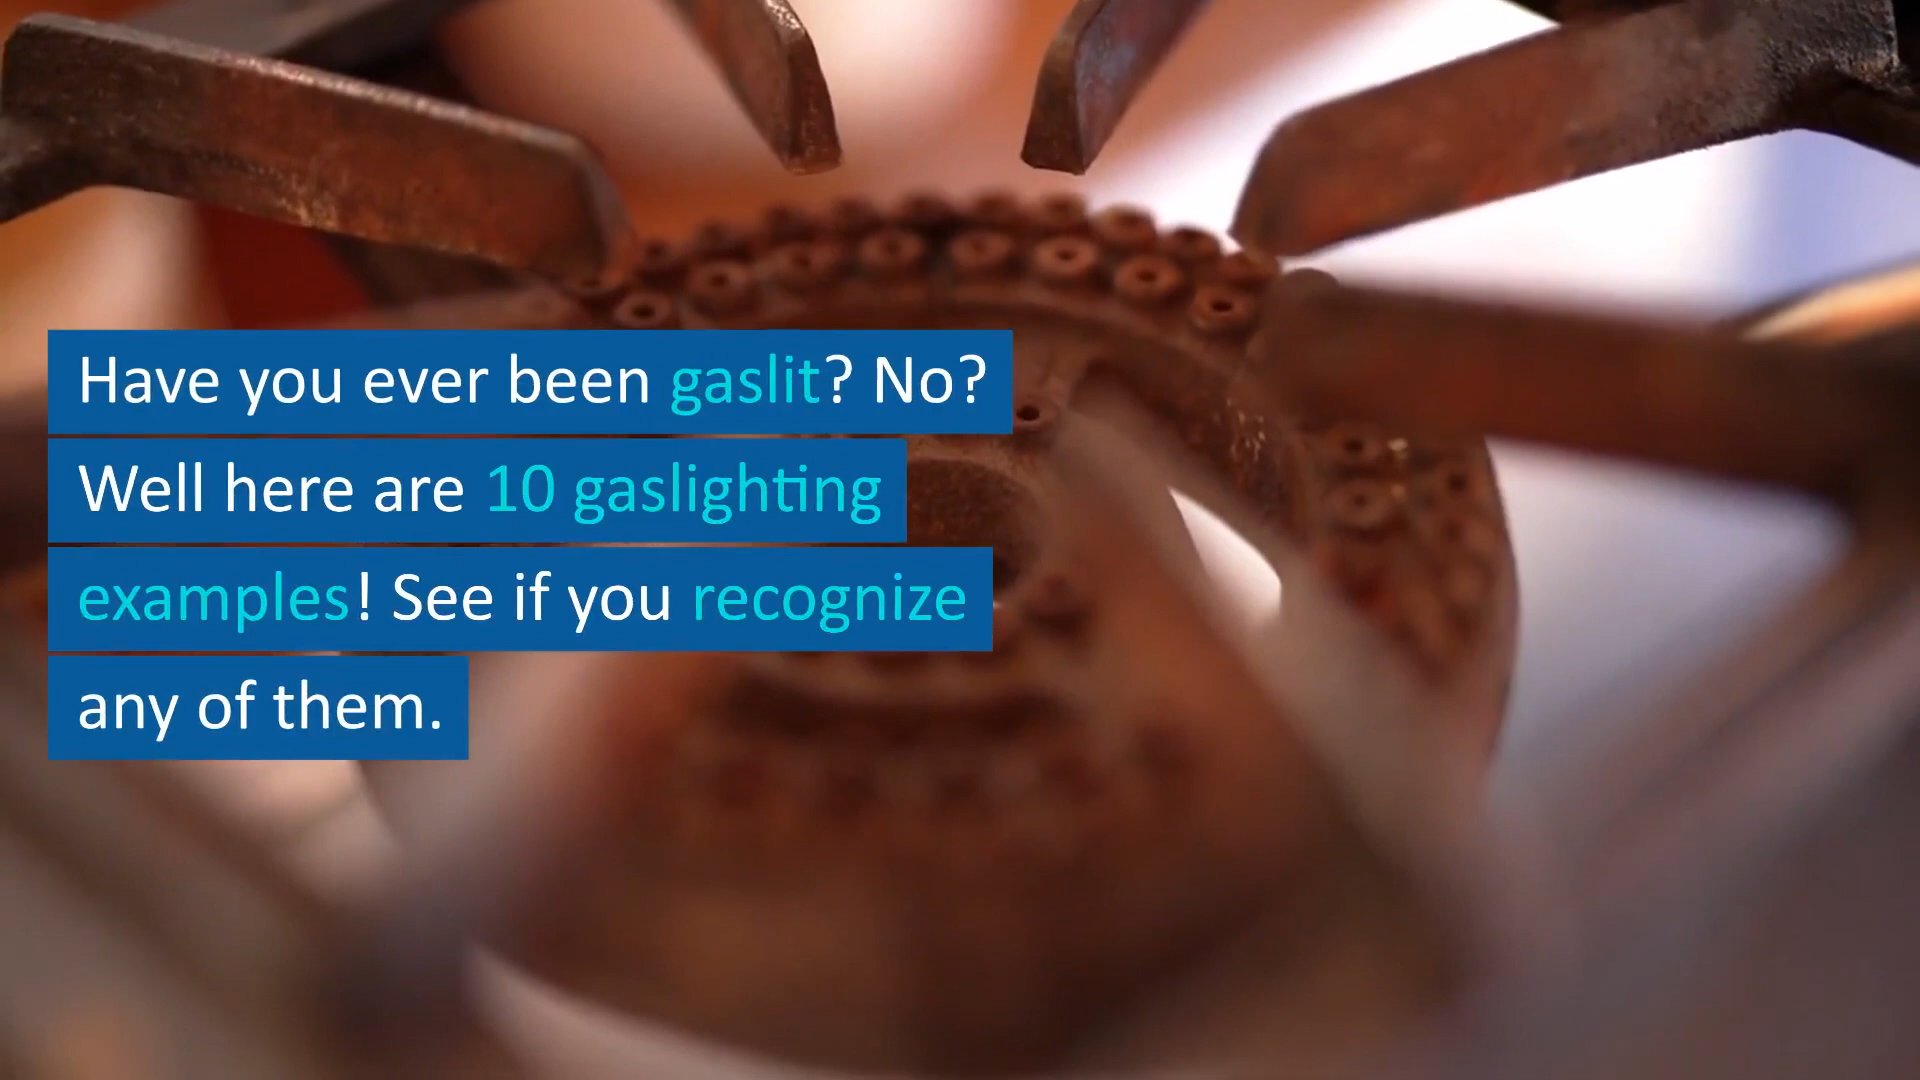 Have you ever been gaslit? No?
Well here are 10 gaslighting
examples! See if you recognize
any of them.